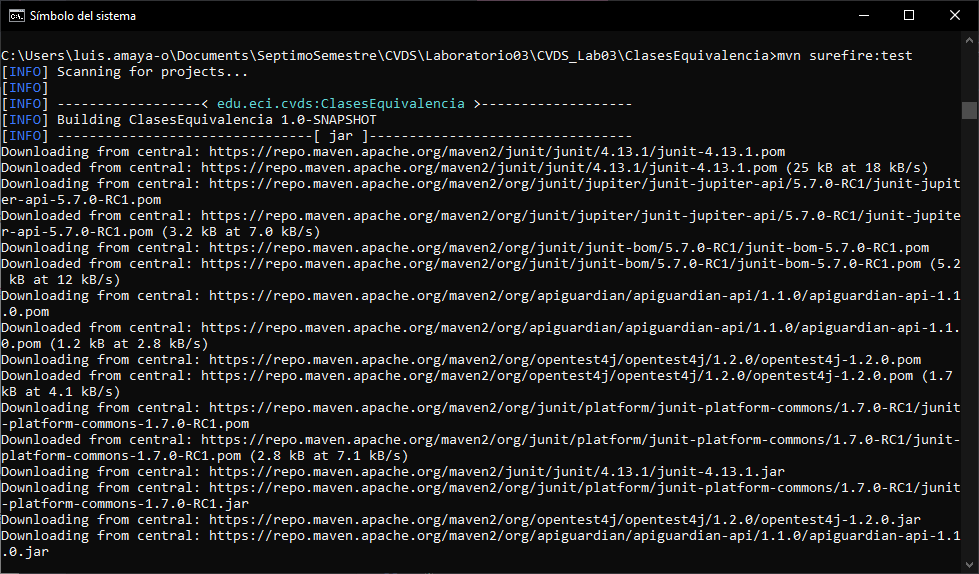 Símbolo del sistema
C:\Users\luis.amaya-o\Documents\SeptimoSemestre\CVDS\Laboratorio03\CVDS_Lab03\ClasesEquivalencia>mvn surefire:test
[INFO] Scanning for projects...
[INFO]
[INFO] ------------------< edu.eci.cvds:ClasesEquivalencia >-------------------
[INFO] Building ClasesEquivalencia 1.0-SNAPSHOT
[INFO] --------------------------------[ jar ]---------------------------------
Downloading from central: https://repo.maven.apache.org/maven2/junit/junit/4.13.1/junit-4.13.1.pom
Downloaded from central: https://repo.maven.apache.org/maven2/junit/junit/4.13.1/junit-4.13.1.pom (25 kB at 18 kB/s)
Downloading from central: https://repo.maven.apache.org/maven2/org/junit/jupiter/junit-jupiter-api/5.7.0-RC1/junit-jupit
er-api-5.7.0-RC1.pom
Downloaded from central: https://repo.maven.apache.org/maven2/org/junit/jupiter/junit-jupiter-api/5.7.0-RC1/junit-jupite
r-api-5.7.0-RC1.pom (3.2 kB at 7.0 kB/s)
Downloading from central: https://repo.maven.apache.org/maven2/org/junit/junit-bom/5.7.0-RC1/junit-bom-5.7.0-RC1.pom
Downloaded from central: https://repo.maven.apache.org/maven2/org/junit/junit-bom/5.7.0-RC1/junit-bom-5.7.0-RC1.pom (5.2
 kB at 12 kB/s)
Downloading from central: https://repo.maven.apache.org/maven2/org/apiguardian/apiguardian-api/1.1.0/apiguardian-api-1.1
.0.pom
Downloaded from central: https://repo.maven.apache.org/maven2/org/apiguardian/apiguardian-api/1.1.0/apiguardian-api-1.1.
0.pom (1.2 kB at 2.8 kB/s)
Downloading from central: https://repo.maven.apache.org/maven2/org/opentest4j/opentest4j/1.2.0/opentest4j-1.2.0.pom
Downloaded from central: https://repo.maven.apache.org/maven2/org/opentest4j/opentest4j/1.2.0/opentest4j-1.2.0.pom (1.7
kB at 4.1 kB/s)
Downloading from central: https://repo.maven.apache.org/maven2/org/junit/platform/junit-platform-commons/1.7.0-RC1/junit
-platform-commons-1.7.0-RC1.pom
Downloaded from central: https://repo.maven.apache.org/maven2/org/junit/platform/junit-platform-commons/1.7.0-RC1/junit-
platform-commons-1.7.0-RC1.pom (2.8 kB at 7.1 kB/s)
Downloading from central: https://repo.maven.apache.org/maven2/junit/junit/4.13.1/junit-4.13.1.jar
Downloading from central: https://repo.maven.apache.org/maven2/org/junit/platform/junit-platform-commons/1.7.0-RC1/junit
-platform-commons-1.7.0-RC1.jar
Downloading from central: https://repo.maven.apache.org/maven2/org/opentest4j/opentest4j/1.2.0/opentest4j-1.2.0.jar
Downloading from central: https://repo.maven.apache.org/maven2/org/apiguardian/apiguardian-api/1.1.0/apiguardian-api-1.1
.0.jar